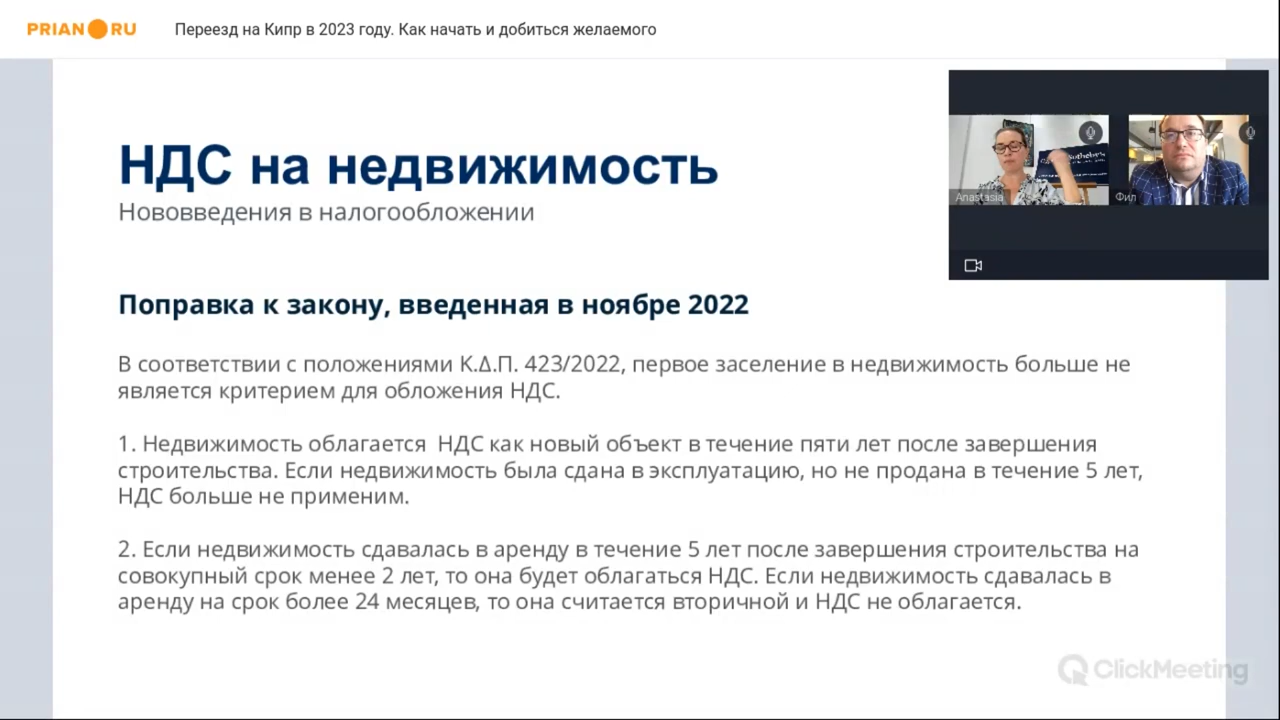 PRIAN RU
Переезд на Кипр в 2023 году. Как начать и добиться желаемого
НДС на недвижимость
Нововведения в налогообложении
Sotheby's
Anastasia
Фил
Поправка к закону, введенная в ноябре 2022
В соответствии с положениями Κ.Δ.Π. 423/2022, первое заселение в недвижимость больше не
является критерием для обложения НДС.
1. Недвижимость облагается НДС как новый объект в течение пяти лет после завершения
строительства. Если недвижимость была сдана в эксплуатацию, но не продана в течение 5 лет,
НДС больше не применим.
2. Если недвижимость сдавалась в аренду в течение 5 лет после завершения строительства на
совокупный срок менее 2 лет, то она будет облагаться НДС. Если недвижимость сдавалась в
аренду на срок более 24 месяцев, то она считается вторичной и НДС не облагается.
ClickMeeting